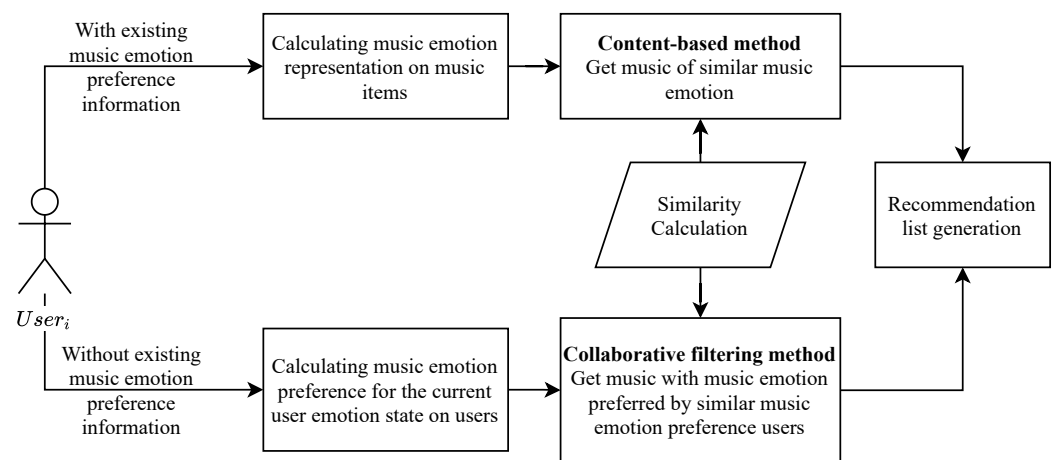 With existing
music emotion
preference
information
Calculating music emotion
representation on music
items
Content-based method
Get music of similar music
emotion
Similarity
Calculation
Recommendation
list generation
User_i
Without existing
music emotion
preference
information
Calculating music emotion
preference for the current
user emotion state on users
Collaborative filtering method
Get music with music emotion
preferred by similar music
emotion preference users